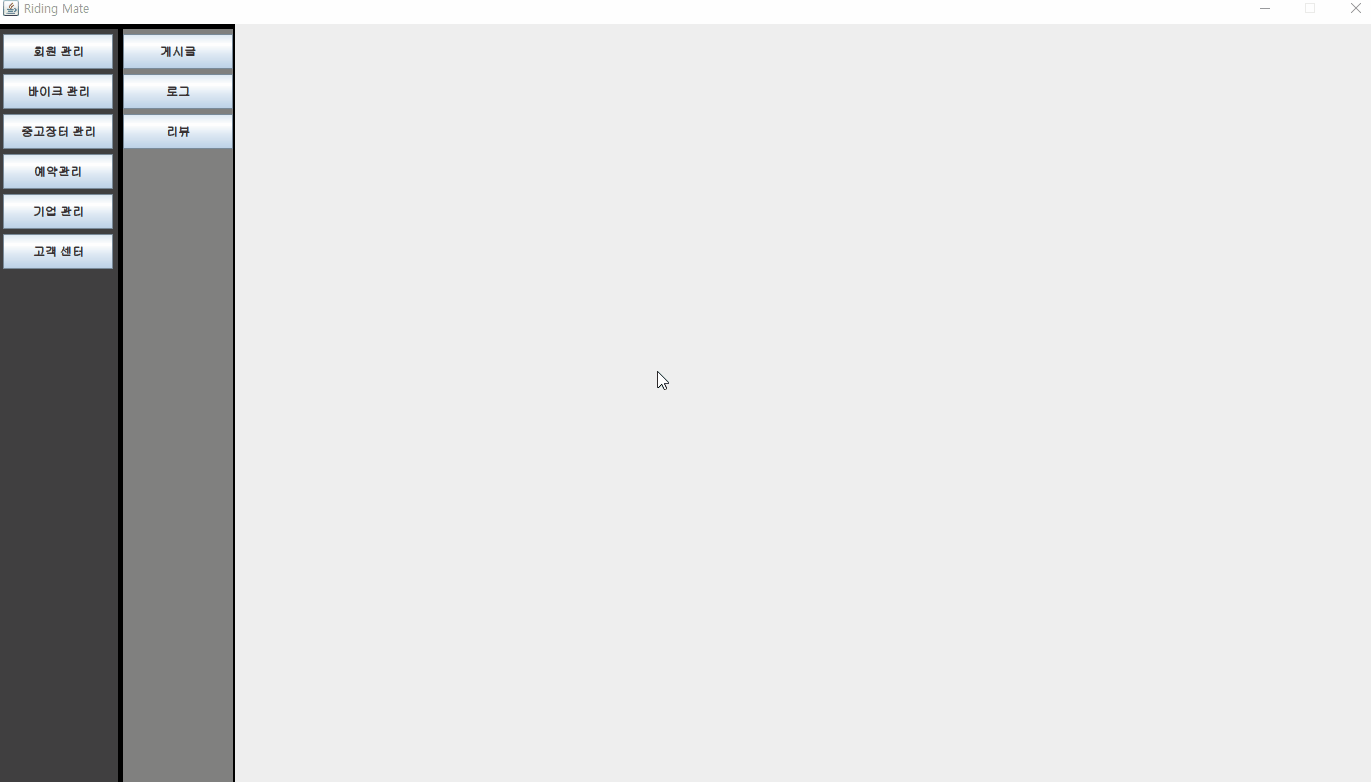 Riding Mate
회원 관리
바이크 관리
중고장터 관리
예약관리
기업 관리
고객 센터
게시글
로그
리뷰